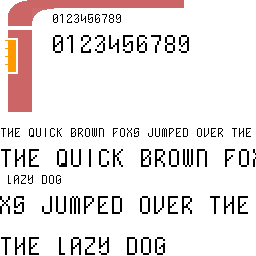 0123456789
0123456789
THE QUICK BROWN FOXS JUMPED OVER THE
THE QUICK BROWN FO
LAZY DOG
XS JUMPED OVER THE
THE LAZY DOG